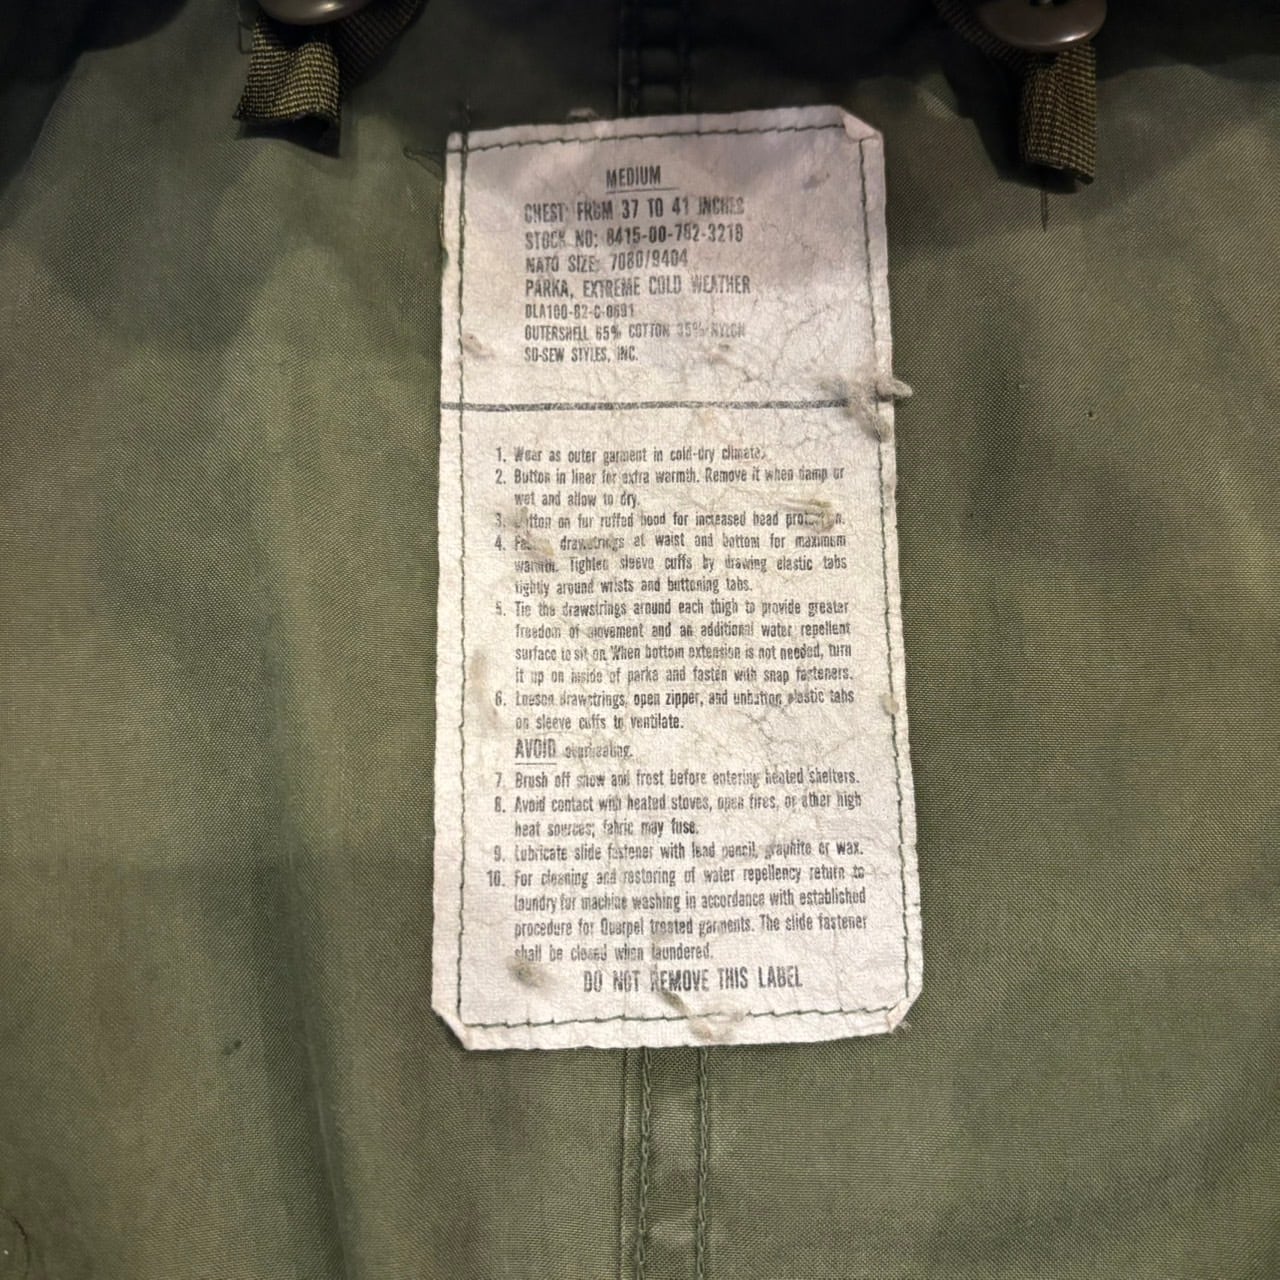 MEDIUM
CHEST: FROM 37 TO 41 INCHES
STOCK NO: 8415-00-782-3218
NATO SIZE: 7080/9404
PARKA, EXTREME COLD WEATHER
DLA100-82-C-0691
OUTERSHELL 65% COTTON 35% NYLON
SO-SEW STYLES, INC.
1. Wear as outer garment in cold-dry climates.
2. Button in liner for extra warmth. Remove it when damp or
wet and allow to dry.
3. Button on fur ruffed hood for increased head protection.
4. Fasten drawstrings at waist and bottom for maximum
warmth. Tighten sleeve cuffs by drawing elastic tabs
tightly around wrists and buttoning tabs.
5. Tie the drawstrings around each thigh to provide greater
freedom of movement and an additional water repellent
surface to sit on. When bottom extension is not needed, turn
it up on inside of parka and fasten with snap fasteners.
6. Loosen drawstrings, open zipper, and unbutton elastic tabs
on sleeve cuffs to ventilate.
AVOID overheating.
7. Brush off snow and frost before entering heated shelters.
8. Avoid contact with heated stoves, open fires, or other high
heat sources; fabric may fuse.
9. Lubricate slide fastener with lead pencil, graphite or wax.
10. For cleaning and restoring of water repellency return to
laundry for machine washing in accordance with established
procedure for Quarpel treated garments. The slide fastener
shall be closed when laundered.
DO NOT REMOVE THIS LABEL